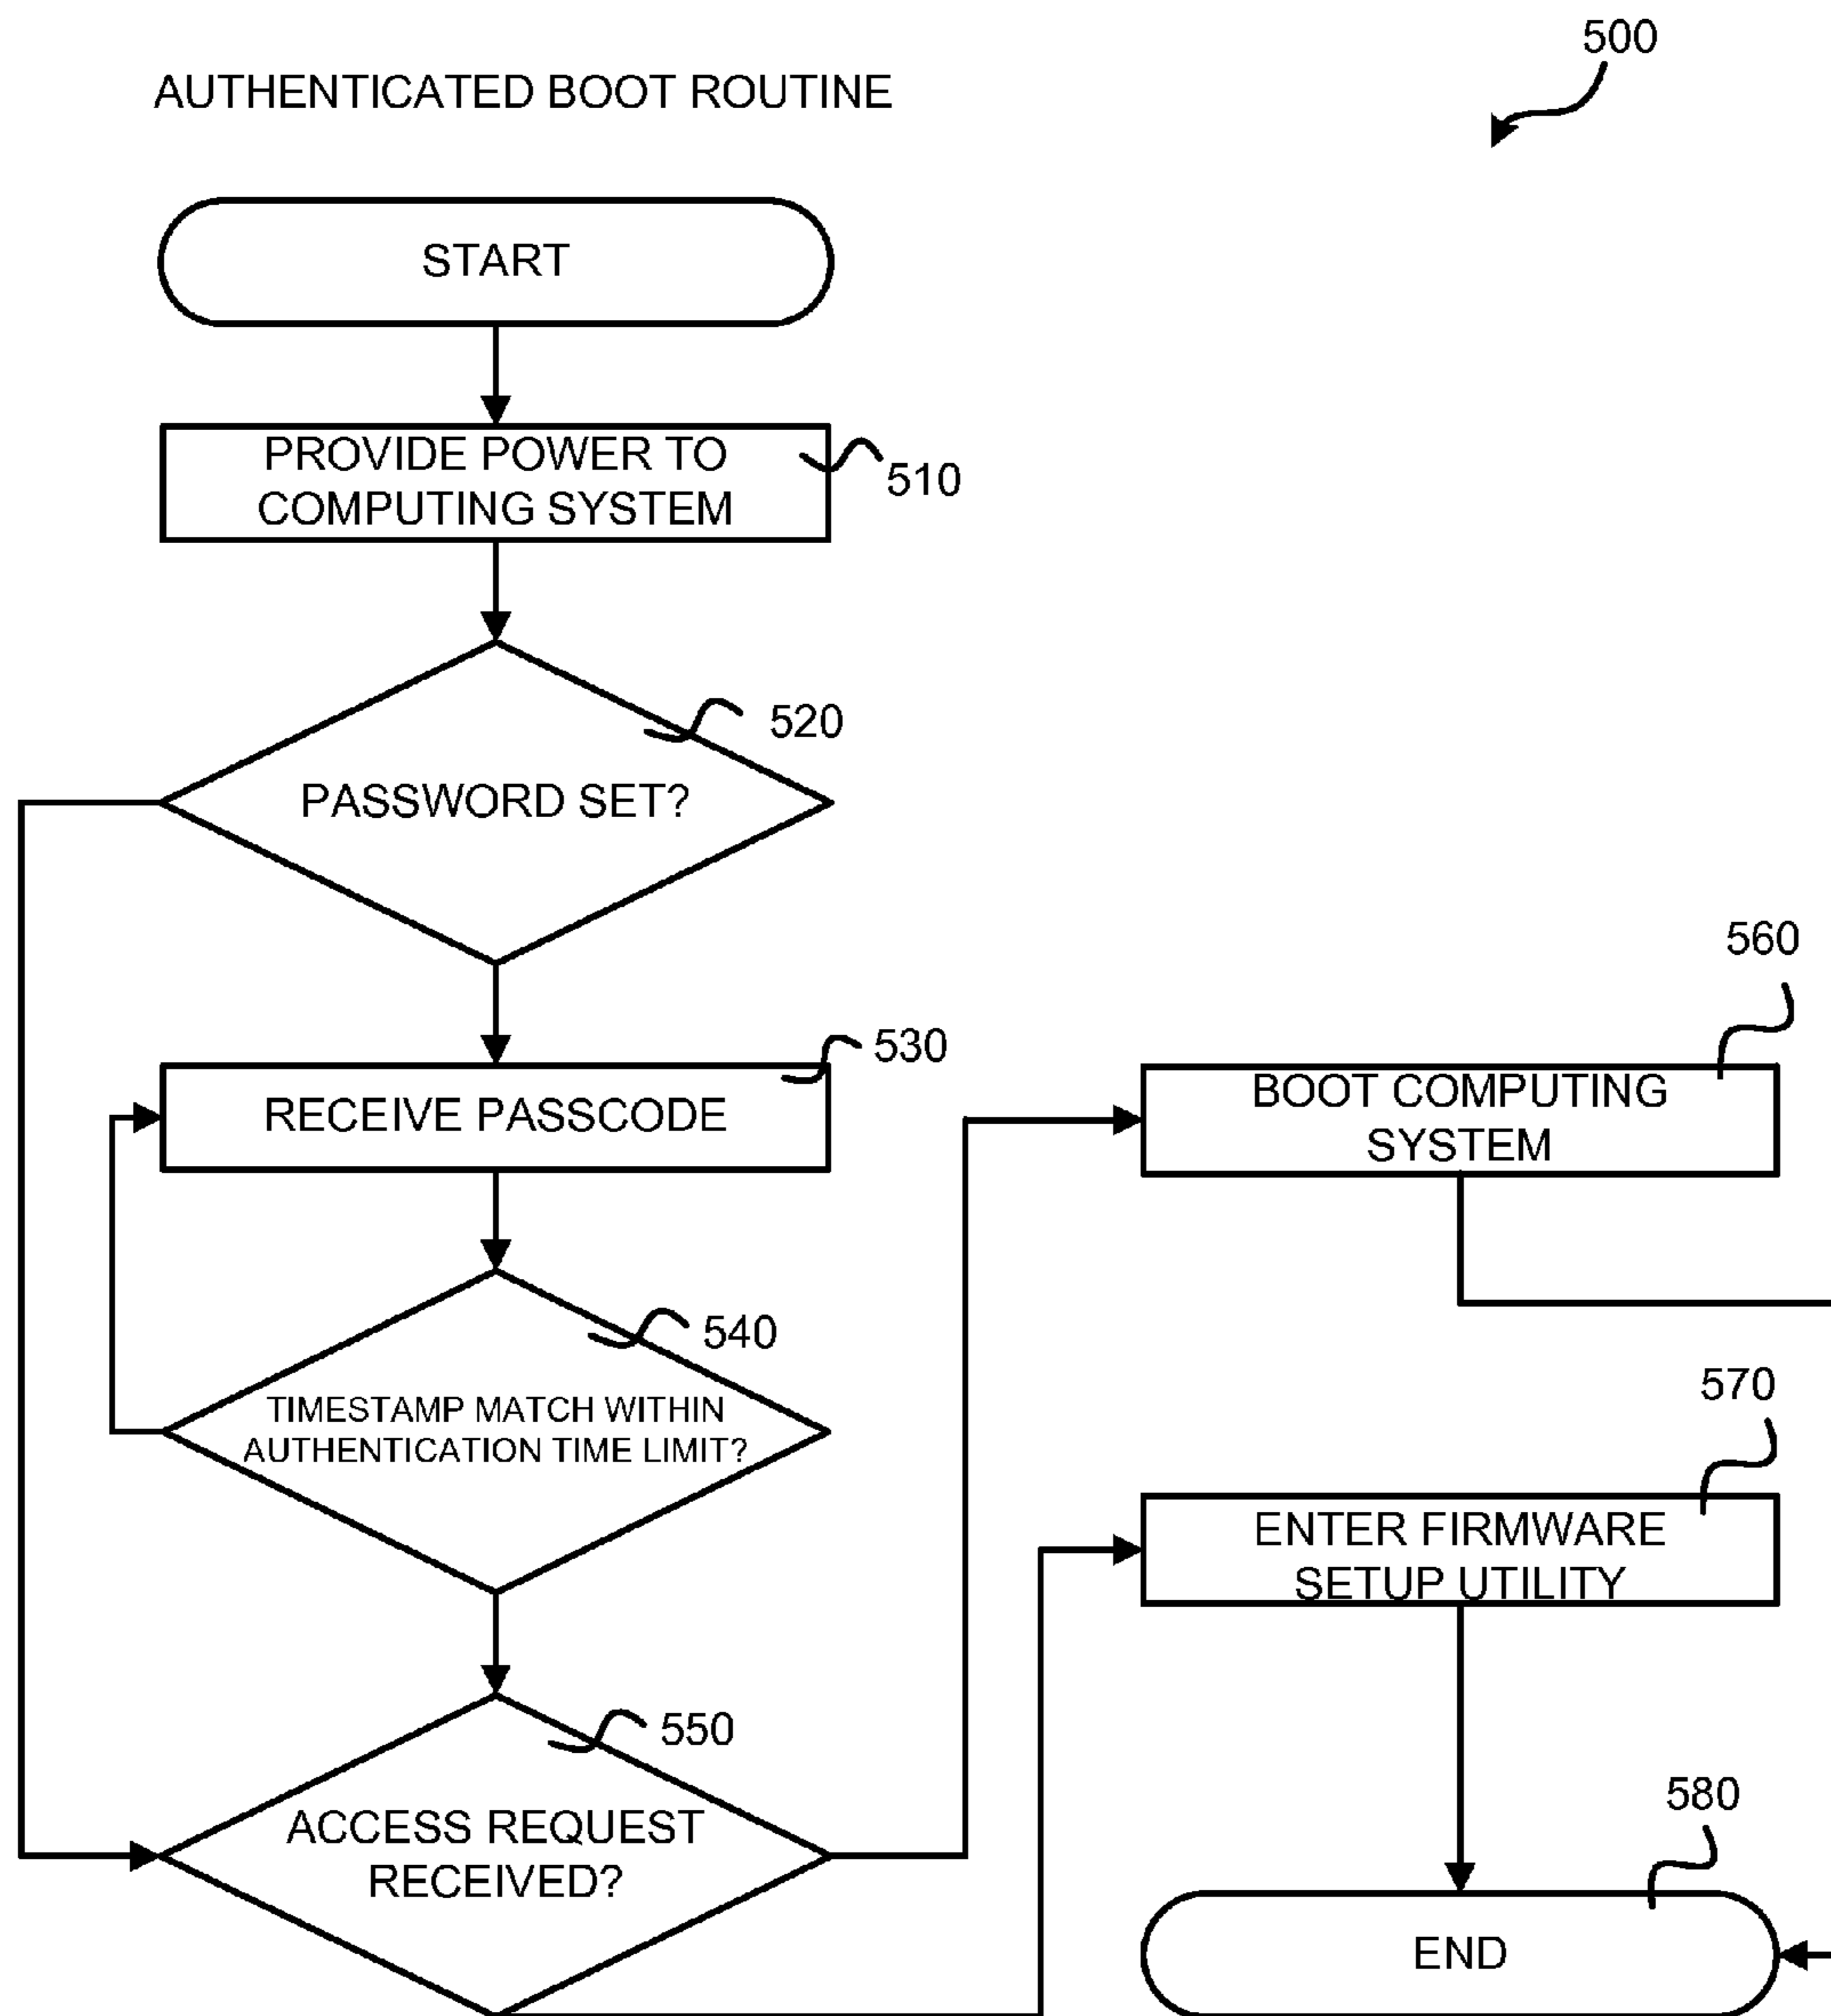 500
AUTHENTICATED BOOT ROUTINE
START
PROVIDE POWER TO
COMPUTING SYSTEM
510
520
PASSWORD SET?
530
RECEIVE PASSCODE
540
TIMESTAMP MATCH WITHIN
AUTHENTICATION TIME LIMIT?
550
ACCESS REQUEST
RECEIVED?
560
BOOT COMPUTING
SYSTEM
570
ENTER FIRMWARE
SETUP UTILITY
580
END